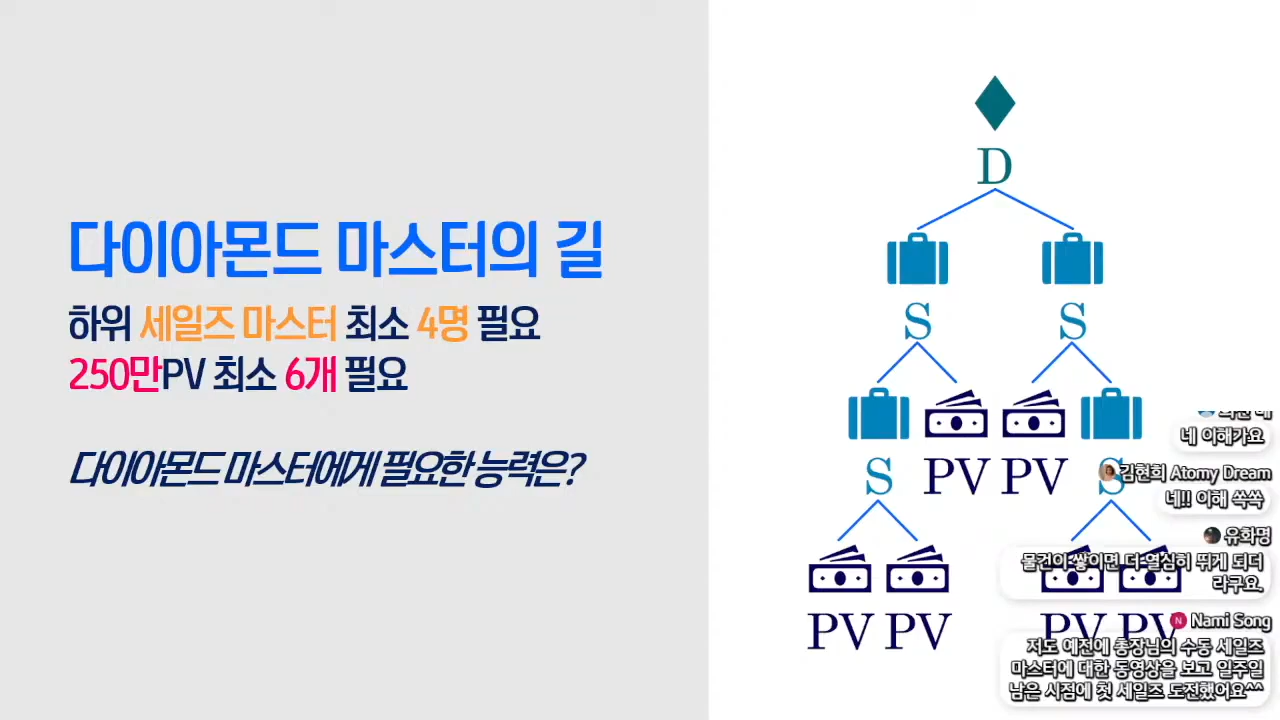 다이아몬드 마스터의 길
하위 세일즈 마스터 최소 4명 필요
250만PV 최소 6개 필요
다이아몬드 마스터에게 필요한 능력은?
D
S S
S PV PV S
PV PV PV PV
네 이해가요
김현희 Atomy Dream
네!! 이해 쏙쏙
유화명
물건이 쌓이면 더 열심히 뛰게 되더
라구요.
N Nami Song
저도 예전에 총장님의 수동 세일즈
마스터에 대한 동영상을 보고 일주일
남은 시점에 첫 세일즈 도전했어요^^